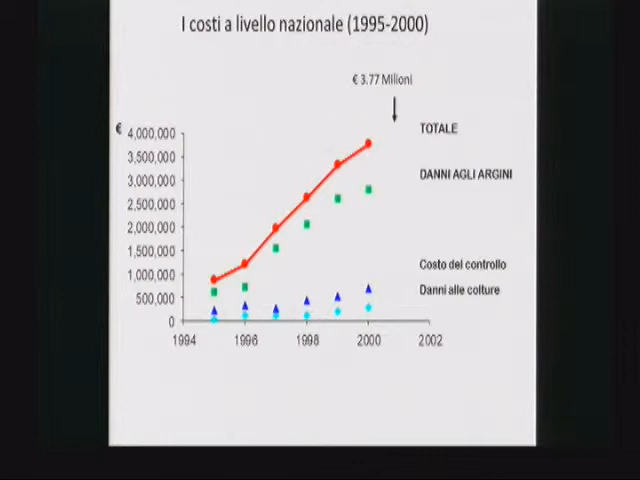 I costi a livello nazionale (1995-2000)
€ 3.77 Milioni
€
4,000,000
3,500,000
3,000,000
2,500,000
2,000,000
1,500,000
1,000,000
500,000
0
1994 1996 1998 2000 2002
TOTALE
DANNI AGLI ARGINI
Costo del controllo
Danni alle colture